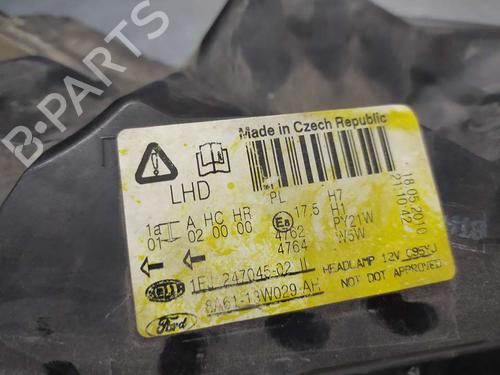 B-PARTS
Made in Czech Republic
LHD
PL H7
17.5 H1
1a A HC HR E8 4762 PY21W
01 02 00 00 4764 W5W
18.05.2010
21:10:42
1EJ 247045-02
HEADLAMP 12V C95YJ
8A61-13W029-AH
NOT DOT APPROVED
Ford